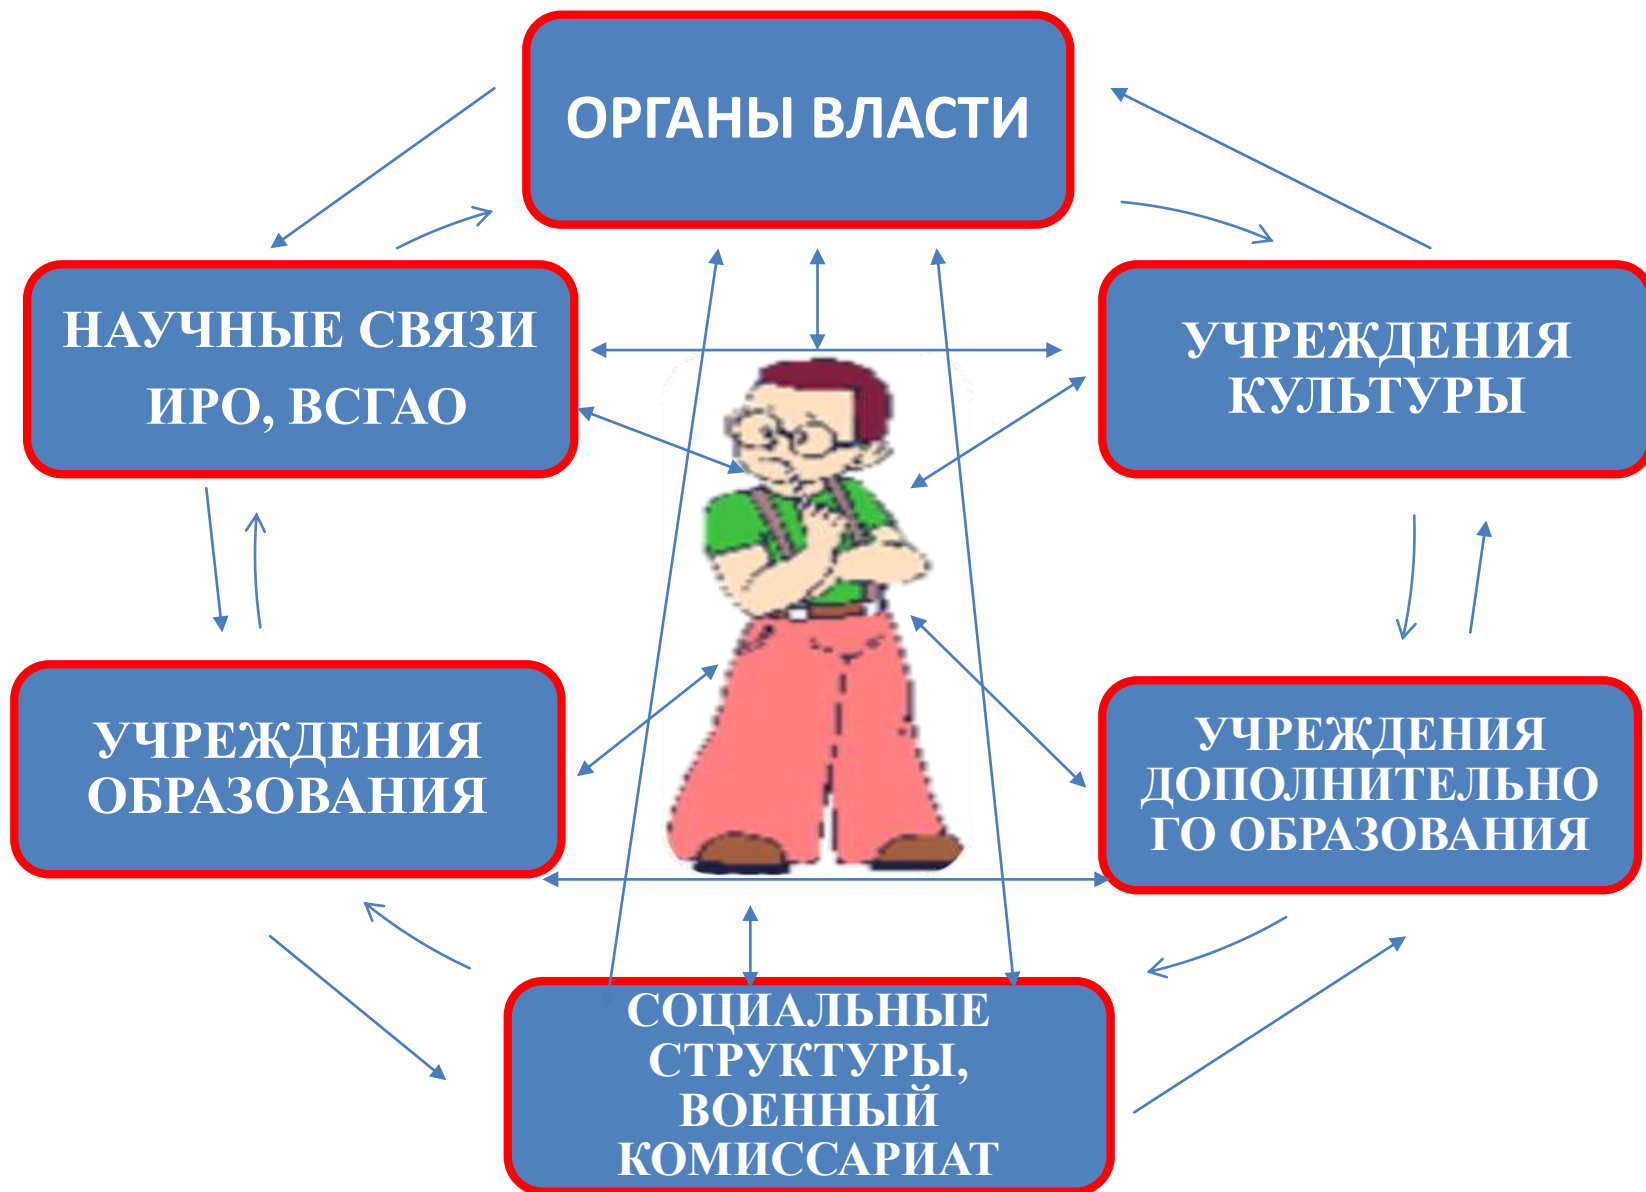 ОРГАНЫ ВЛАСТИ
НАУЧНЫЕ СВЯЗИ
ИРО, ВСГАО
УЧРЕЖДЕНИЯ
КУЛЬТУРЫ
УЧРЕЖДЕНИЯ
ОБРАЗОВАНИЯ
УЧРЕЖДЕНИЯ
ДОПОЛНИТЕЛЬНО
ГО ОБРАЗОВАНИЯ
СОЦИАЛЬНЫЕ
СТРУКТУРЫ,
ВОЕННЫЙ
КОМИССАРИАТ